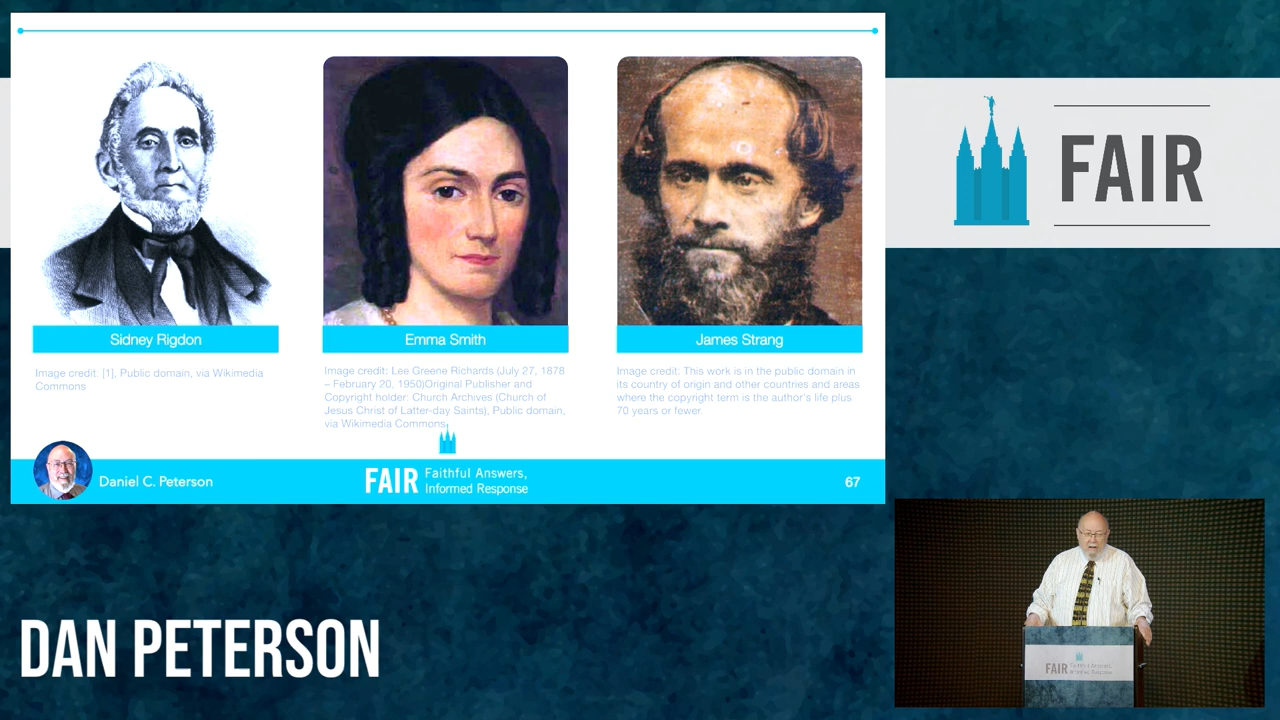 Sidney Rigdon
Image credit: [1], Public domain, via Wikimedia
Commons
Emma Smith
Image credit: Lee Greene Richards (July 27, 1878
– February 20, 1950)Original Publisher and
Copyright holder: Church Archives (Church of
Jesus Christ of Latter-day Saints), Public domain,
via Wikimedia Commons
James Strang
Image credit: This work is in the public domain in
its country of origin and other countries and areas
where the copyright term is the author's life plus
70 years or fewer.
Daniel C. Peterson
FAIR
Faithful Answers,
Informed Response
67
FAIR
DAN PETERSON
FAIR